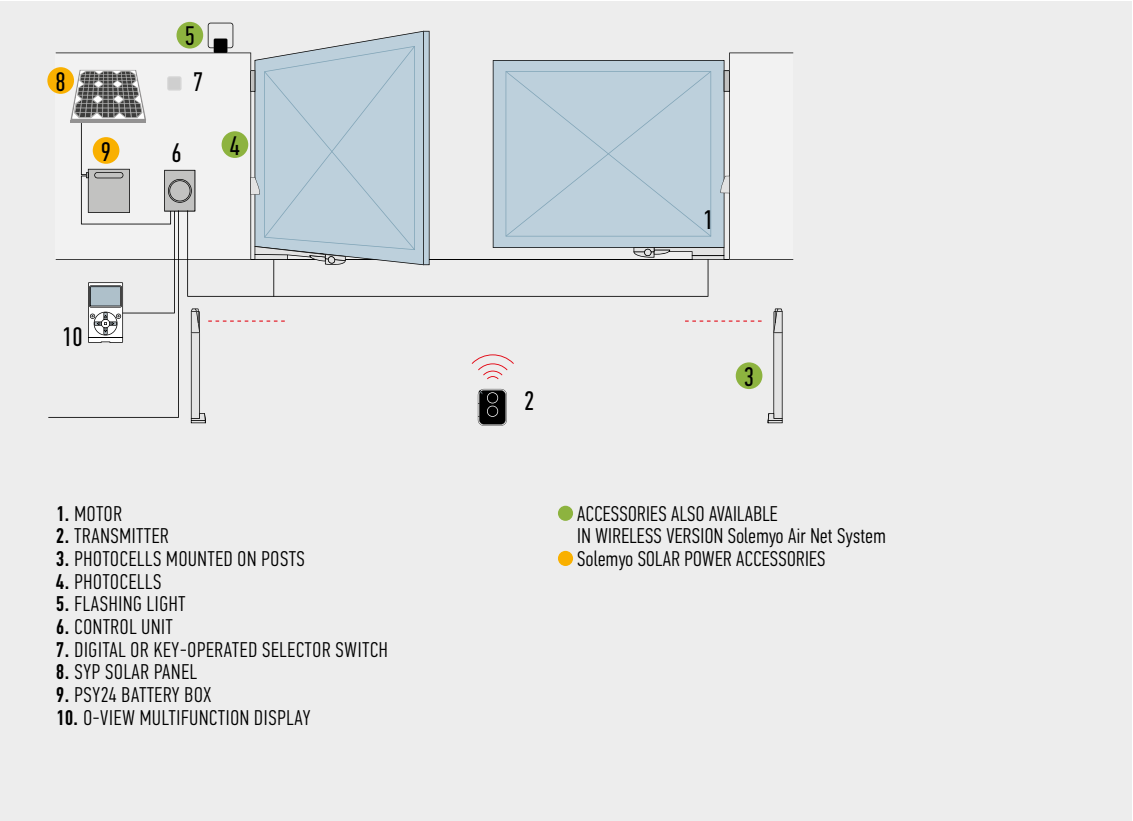 5
8
7
9
6
4
1
10
3
2
1. MOTOR
2. TRANSMITTER
3. PHOTOCELLS MOUNTED ON POSTS
4. PHOTOCELLS
5. FLASHING LIGHT
6. CONTROL UNIT
7. DIGITAL OR KEY-OPERATED SELECTOR SWITCH
8. SYP SOLAR PANEL
9. PSY24 BATTERY BOX
10. O-VIEW MULTIFUNCTION DISPLAY
ACCESSORIES ALSO AVAILABLE
IN WIRELESS VERSION Solemyo Air Net System
Solemyo SOLAR POWER ACCESSORIES